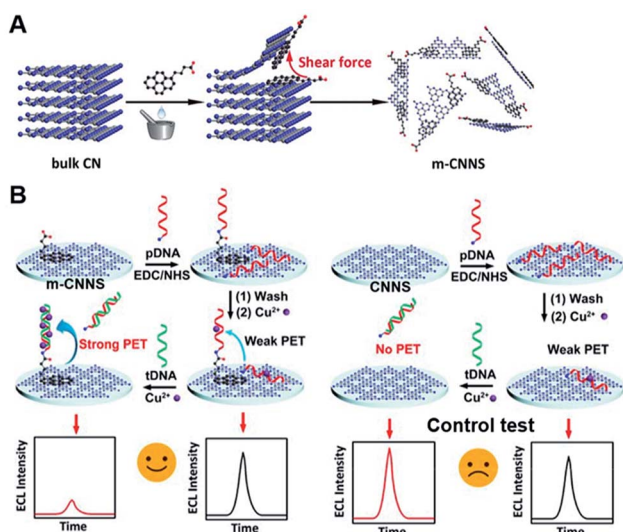 A
Shear force
bulk CN
m-CNNS
B
pDNA
EDC/NHS
m-CNNS
(1) Wash
(2) Cu²⁺
Strong PET
Weak PET
tDNA
Cu²⁺
ECL Intensity
Time
ECL Intensity
Time
pDNA
EDC/NHS
CNNS
(1) Wash
(2) Cu²⁺
No PET
Weak PET
tDNA
Cu²⁺
Control test
ECL Intensity
Time
ECL Intensity
Time